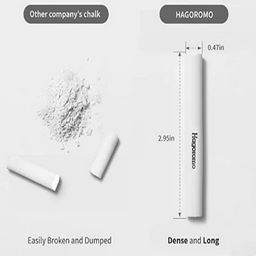 Other company's chalk
HAGOROMO
0.47in
2.95in
Hagoromo
Easily Broken and Dumped
Dense and Long